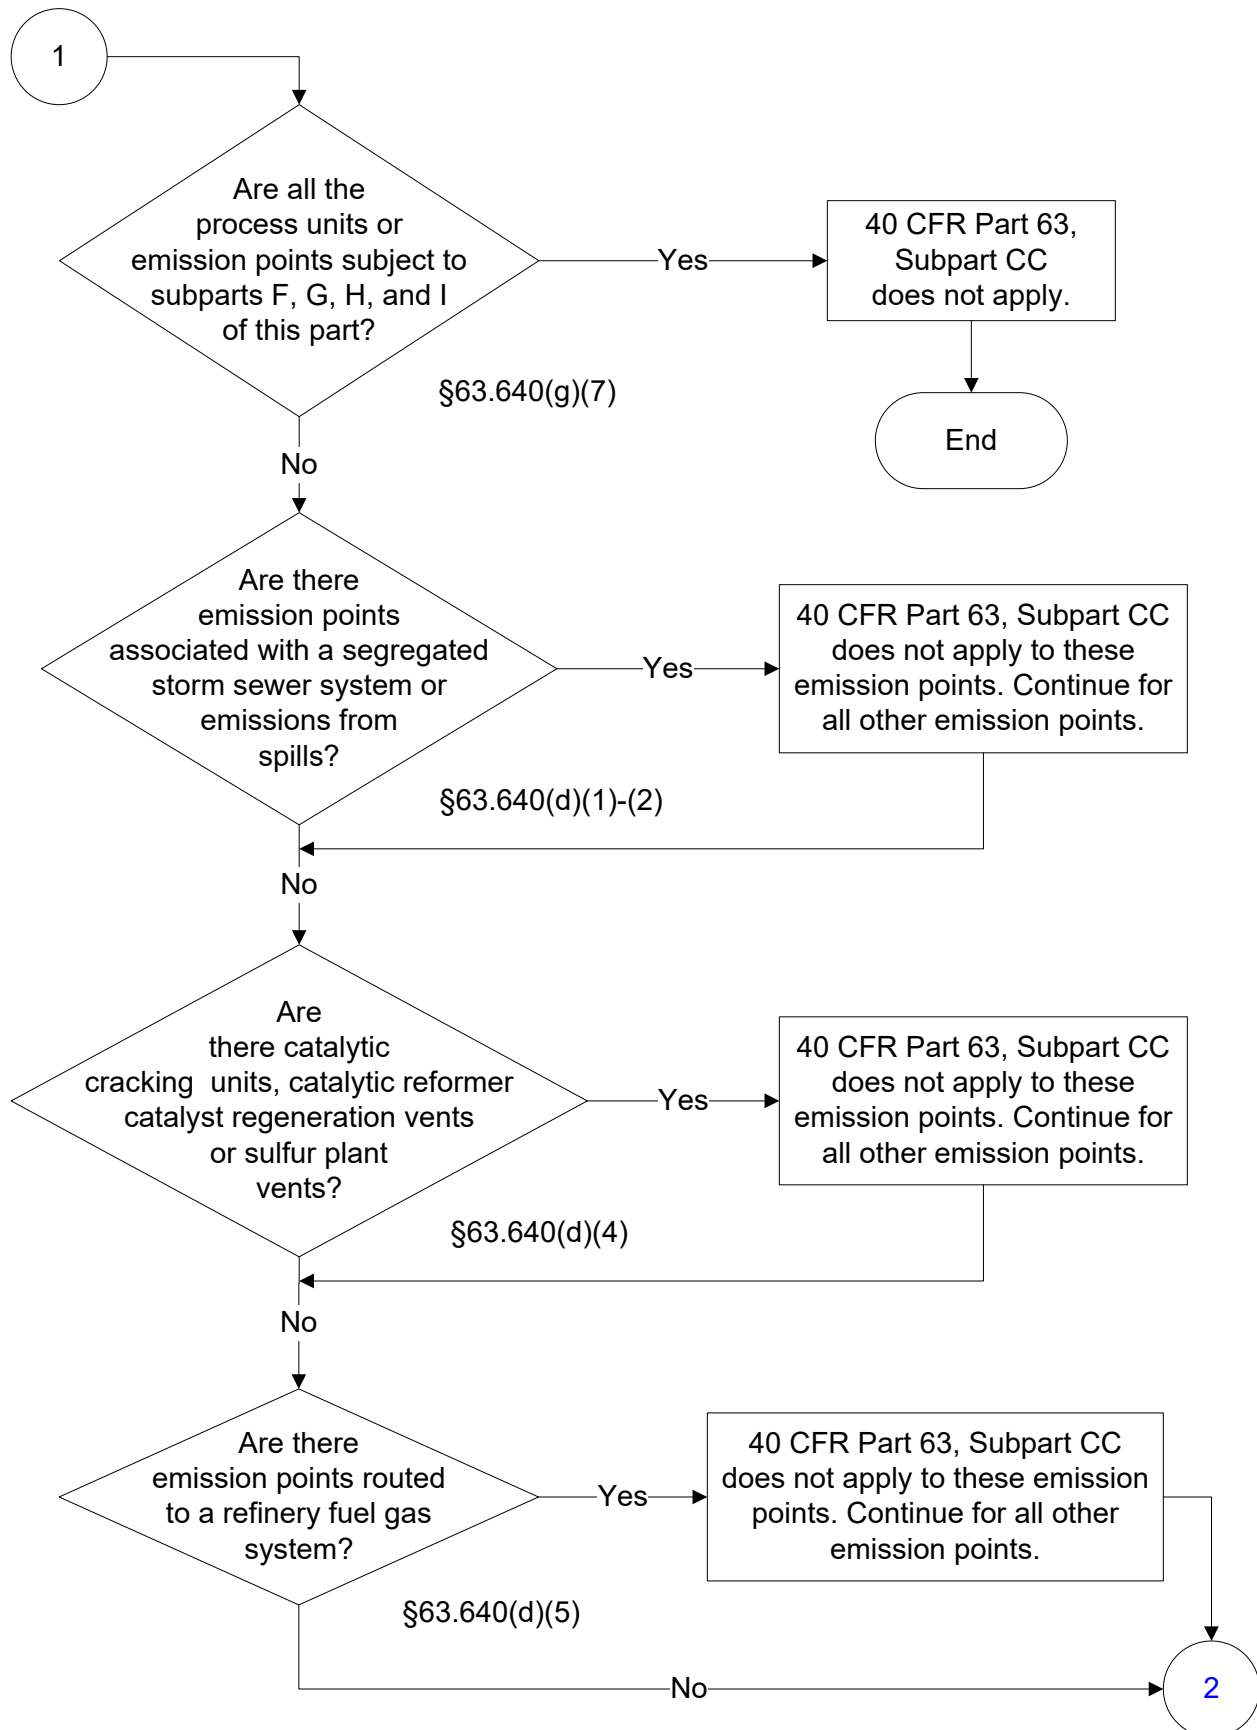 1
Are all the
process units or
emission points subject to
subparts F, G, H, and I
of this part?
Yes
40 CFR Part 63,
Subpart CC
does not apply.
§63.640(g)(7)
End
No
Are there
emission points
associated with a segregated
storm sewer system or
emissions from
spills?
Yes
40 CFR Part 63, Subpart CC
does not apply to these
emission points. Continue for
all other emission points.
§63.640(d)(1)-(2)
No
Are
there catalytic
cracking  units, catalytic reformer
catalyst regeneration vents
or sulfur plant
vents?
Yes
40 CFR Part 63, Subpart CC
does not apply to these
emission points. Continue for
all other emission points.
§63.640(d)(4)
No
Are there
emission points routed
to a refinery fuel gas
system?
Yes
40 CFR Part 63, Subpart CC
does not apply to these emission
points. Continue for all other
emission points.
§63.640(d)(5)
No
2